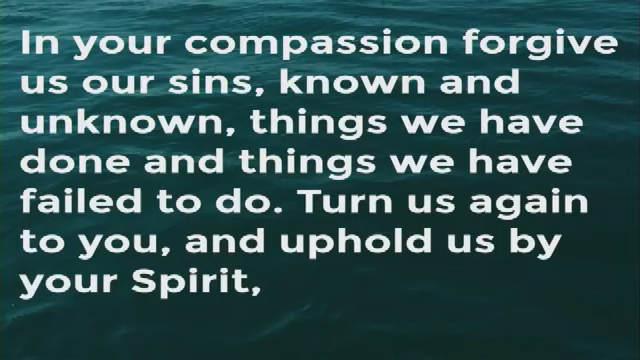 In your compassion forgive
us our sins, known and
unknown, things we have
done and things we have
failed to do. Turn us again
to you, and uphold us by
your Spirit,